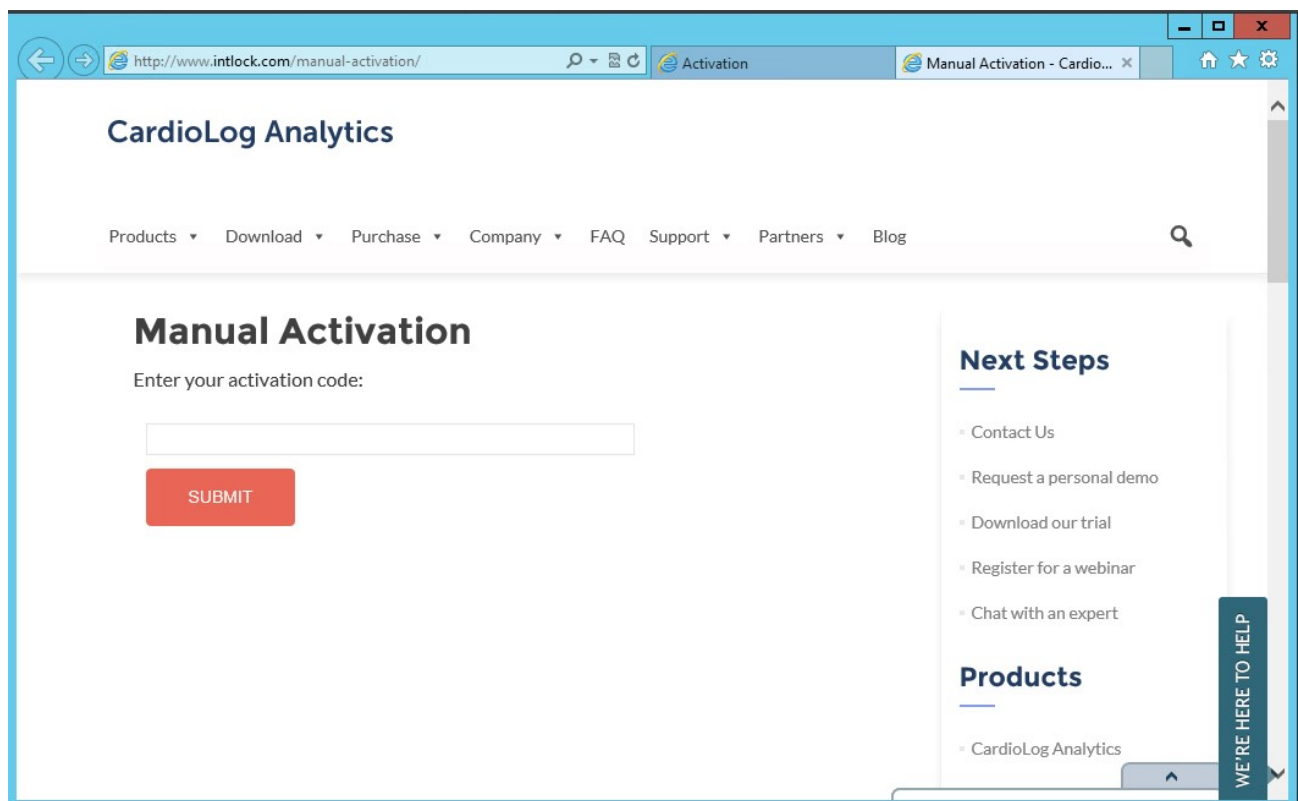 http://www.intlock.com/manual-activation/
Activation
Manual Activation - Cardio...
CardioLog Analytics
Products Download Purchase Company FAQ Support Partners Blog
Manual Activation
Enter your activation code:
SUBMIT
Next Steps
Contact Us
Request a personal demo
Download our trial
Register for a webinar
Chat with an expert
Products
CardioLog Analytics
WE'RE HERE TO HELP